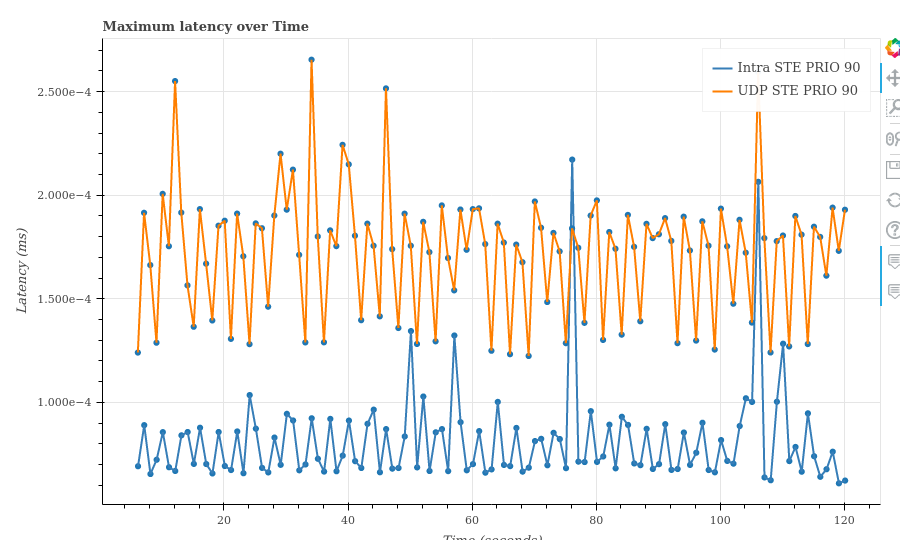 Maximum latency over Time
Intra STE PRIO 90
UDP STE PRIO 90
2.500e−4
2.000e−4
1.500e−4
1.000e−4
Latency (ms)
20
40
60
80
100
120
Time (seconds)